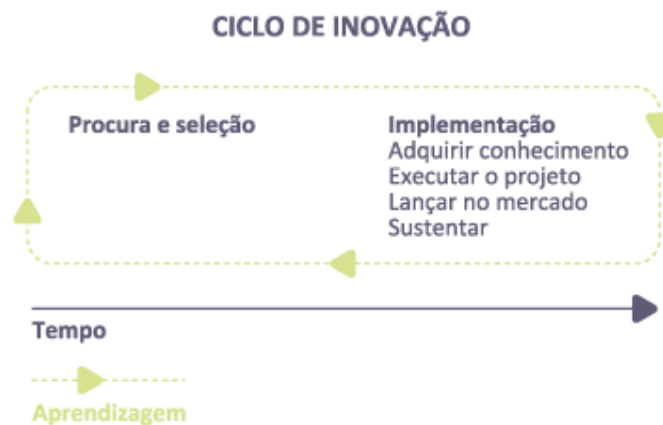 CICLO DE INOVAÇÃO
Procura e seleção
Implementação
Adquirir conhecimento
Executar o projeto
Lançar no mercado
Sustentar
Tempo
Aprendizagem